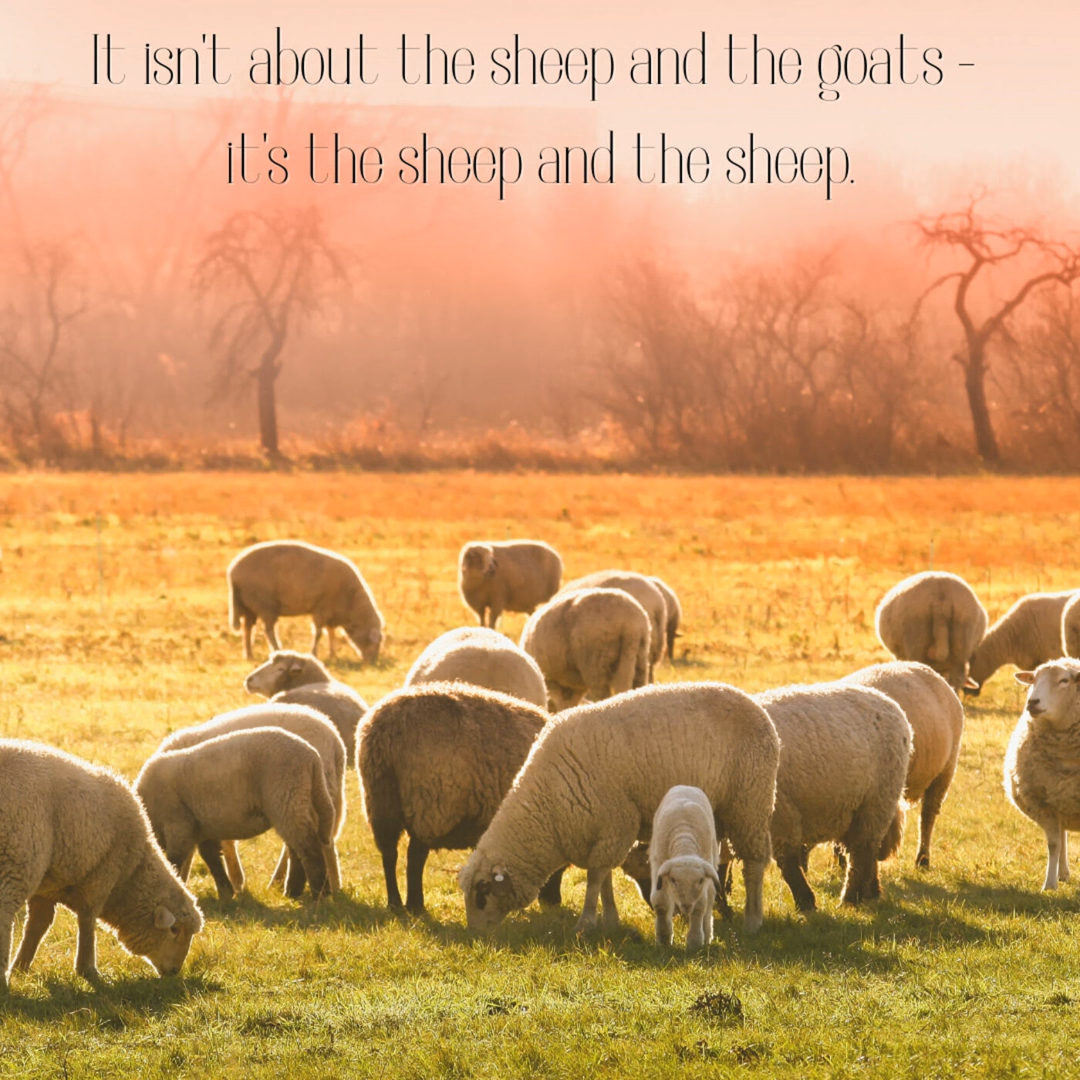 It isn't about the sheep and the goats -
it's the sheep and the sheep.